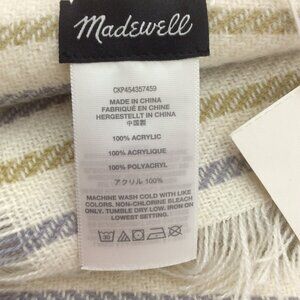 Madewell
CKP454357459
MADE IN CHINA
FABRIQUÉ EN CHINE
HERGESTELLT IN CHINA
中国製
100% ACRYLIC
100% ACRYLIQUE
100% POLYACRYL
アクリル 100%
MACHINE WASH COLD WITH LIKE
COLORS. NON-CHLORINE BLEACH
ONLY. TUMBLE DRY LOW. IRON ON
LOWEST SETTING.
30